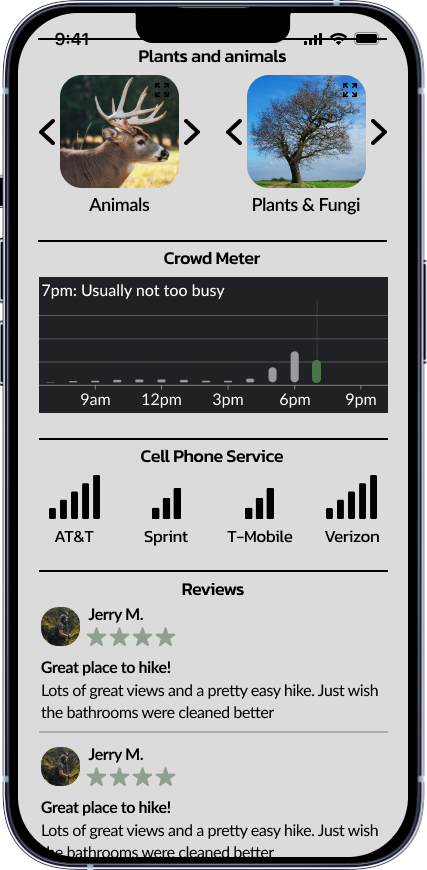 9:41
Plants and animals
Animals
Plants & Fungi
Crowd Meter
7pm: Usually not too busy
9am 12pm 3pm 6pm 9pm
Cell Phone Service
AT&T Sprint T-Mobile Verizon
Reviews
Jerry M.
Great place to hike!
Lots of great views and a pretty easy hike. Just wish
the bathrooms were cleaned better
Jerry M.
Great place to hike!
Lots of great views and a pretty easy hike. Just wish
the bathrooms were cleaned better